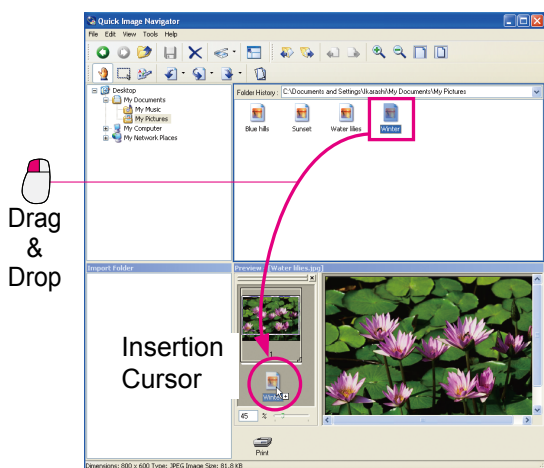 Quick Image Navigator
File Edit View Tools Help
Desktop
My Documents
My Music
My Pictures
My Computer
My Network Places
Folder History : C:\Documents and Settings\Ikarashi\My Documents\My Pictures
Blue hills Sunset Water lilies Winter
Drag
&
Drop
Import Folder
Preview - [Water lilies.jpg]
1
Insertion
Cursor
Winter
45 %
Print
Dimensions: 800 x 600 Type: JPEG Image Size: 81.8 KB